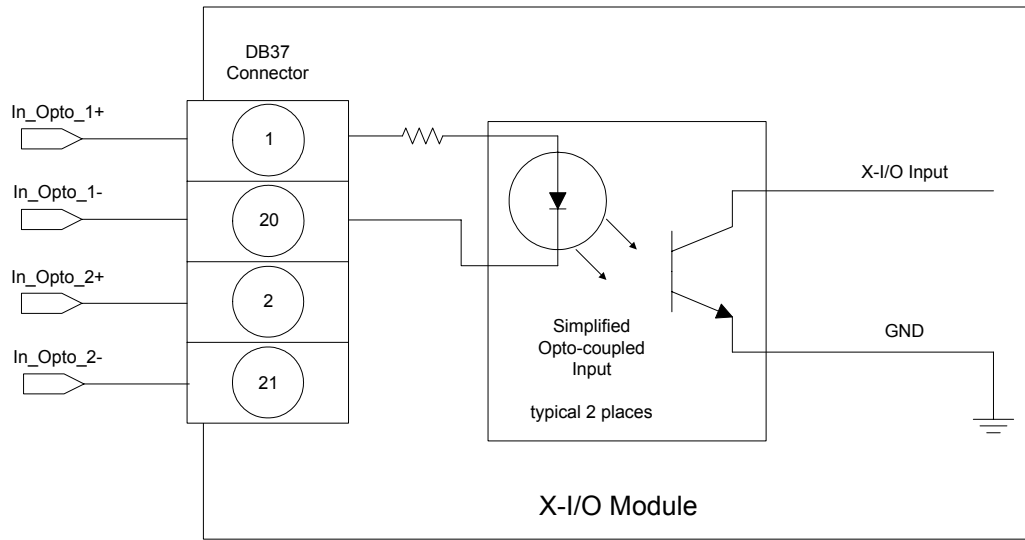 DB37
Connector
In_Opto_1+
1
In_Opto_1-
20
In_Opto_2+
2
In_Opto_2-
21
X-I/O Input
Simplified
Opto-coupled
Input
typical 2 places
GND
X-I/O Module